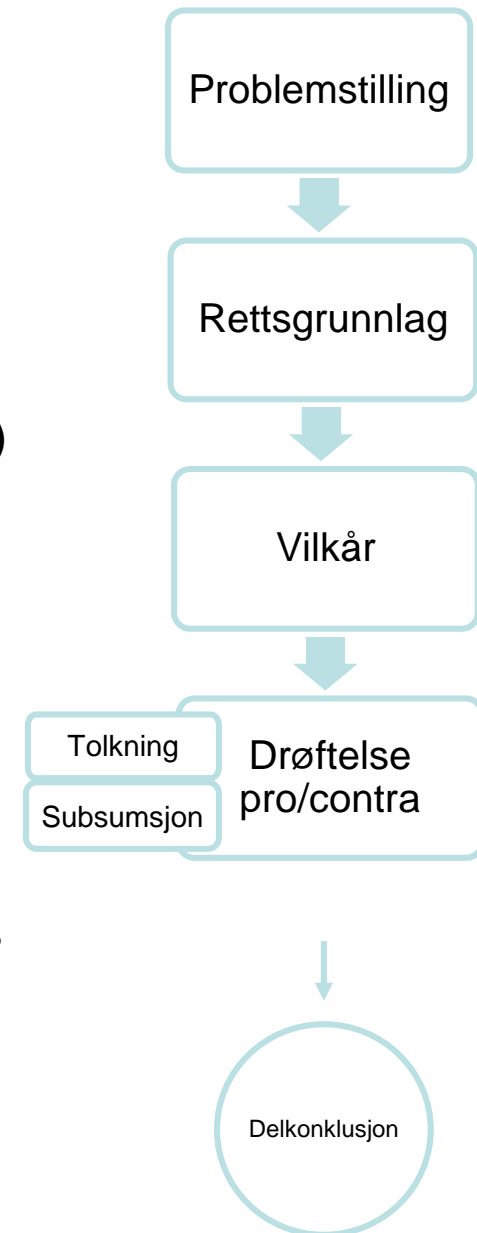 Problemstilling
Rettsgrunnlag
)
Vilkår
Tolkning
Subsumsjon
Drøftelse
pro/contra
Delkonklusjon